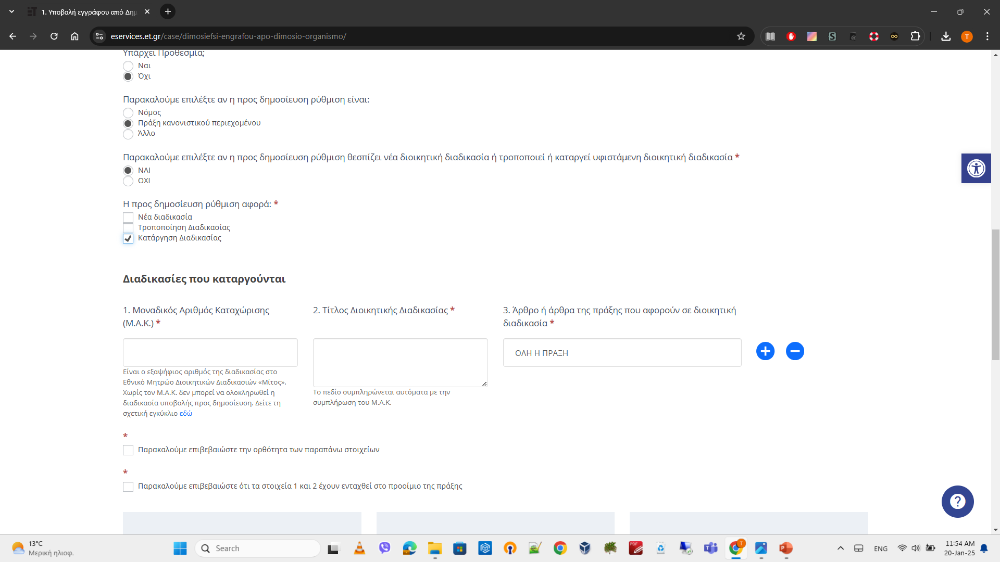 1. Υποβολή εγγράφου από Δημ
eservices.et.gr/case/dimosiefsi-engrafou-apo-dimosio-organismo/
T
Υπάρχει Προθεσμία;
Ναι
Όχι
Παρακαλούμε επιλέξτε αν η προς δημοσίευση ρύθμιση είναι:
Νόμος
Πράξη κανονιστικού περιεχομένου
Άλλο
Παρακαλούμε επιλέξτε αν η προς δημοσίευση ρύθμιση θεσπίζει νέα διοικητική διαδικασία ή τροποποιεί ή καταργεί υφιστάμενη διοικητική διαδικασία *
ΝΑΙ
ΟΧΙ
Η προς δημοσίευση ρύθμιση αφορά: *
Νέα διαδικασία
Τροποποίηση Διαδικασίας
Κατάργηση Διαδικασίας
Διαδικασίες που καταργούνται
1. Μοναδικός Αριθμός Καταχώρισης
(Μ.Α.Κ.) *
2. Τίτλος Διοικητικής Διαδικασίας *
3. Άρθρο ή άρθρα της πράξης που αφορούν σε διοικητική
διαδικασία *
ΟΛΗ Η ΠΡΑΞΗ
Είναι ο εξαψήφιος αριθμός της διαδικασίας στο
Εθνικό Μητρώο Διοικητικών Διαδικασιών «Μίτος».
Χωρίς τον Μ.Α.Κ. δεν μπορεί να ολοκληρωθεί η
διαδικασία υποβολής προς δημοσίευση. Δείτε τη
σχετική εγκύκλιο εδώ
Το πεδίο συμπληρώνεται αυτόματα με την
συμπλήρωση του Μ.Α.Κ.
*
Παρακαλούμε επιβεβαιώστε την ορθότητα των παραπάνω στοιχείων
*
Παρακαλούμε επιβεβαιώστε ότι τα στοιχεία 1 και 2 έχουν ενταχθεί στο προοίμιο της πράξης
13°C
Μερική ηλιοφ.
Search
PDF
T
P
ENG
11:54 AM
20-Jan-25